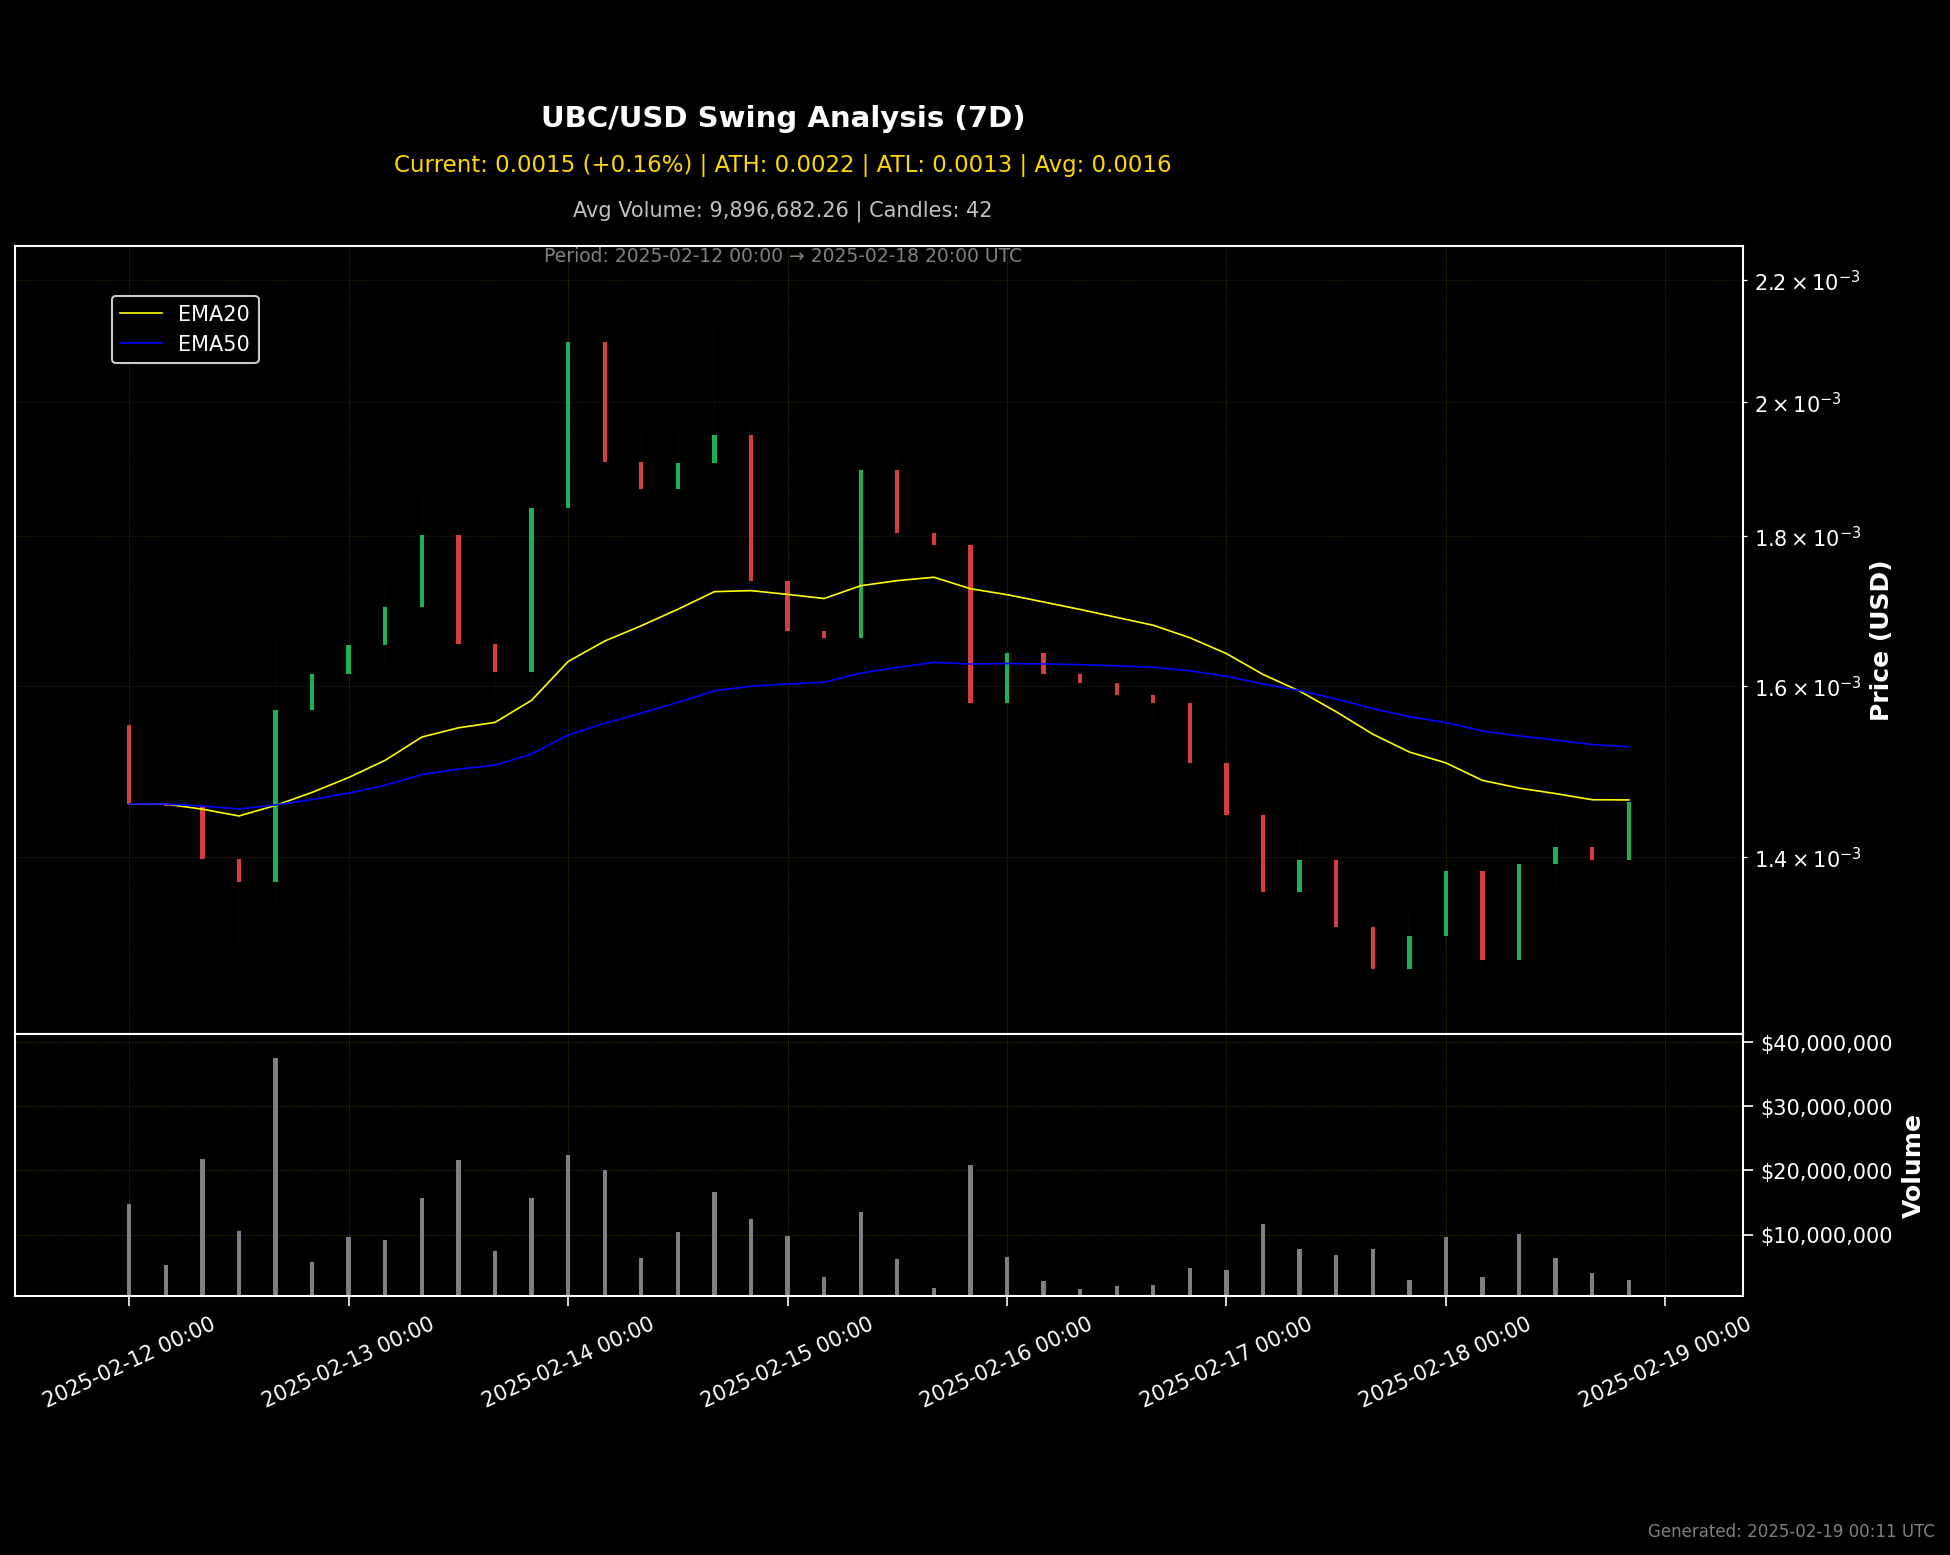 UBC/USD Swing Analysis (7D)
Current: 0.0015 (+0.16%) | ATH: 0.0022 | ATL: 0.0013 | Avg: 0.0016
Avg Volume: 9,896,682.26 | Candles: 42
Period: 2025-02-12 00:00 → 2025-02-18 20:00 UTC
EMA20
EMA50
2.2 × 10⁻³
2 × 10⁻³
1.8 × 10⁻³
1.6 × 10⁻³
1.4 × 10⁻³
Price (USD)
$40,000,000
$30,000,000
$20,000,000
$10,000,000
Volume
2025-02-12 00:00
2025-02-13 00:00
2025-02-14 00:00
2025-02-15 00:00
2025-02-16 00:00
2025-02-17 00:00
2025-02-18 00:00
2025-02-19 00:00
Generated: 2025-02-19 00:11 UTC